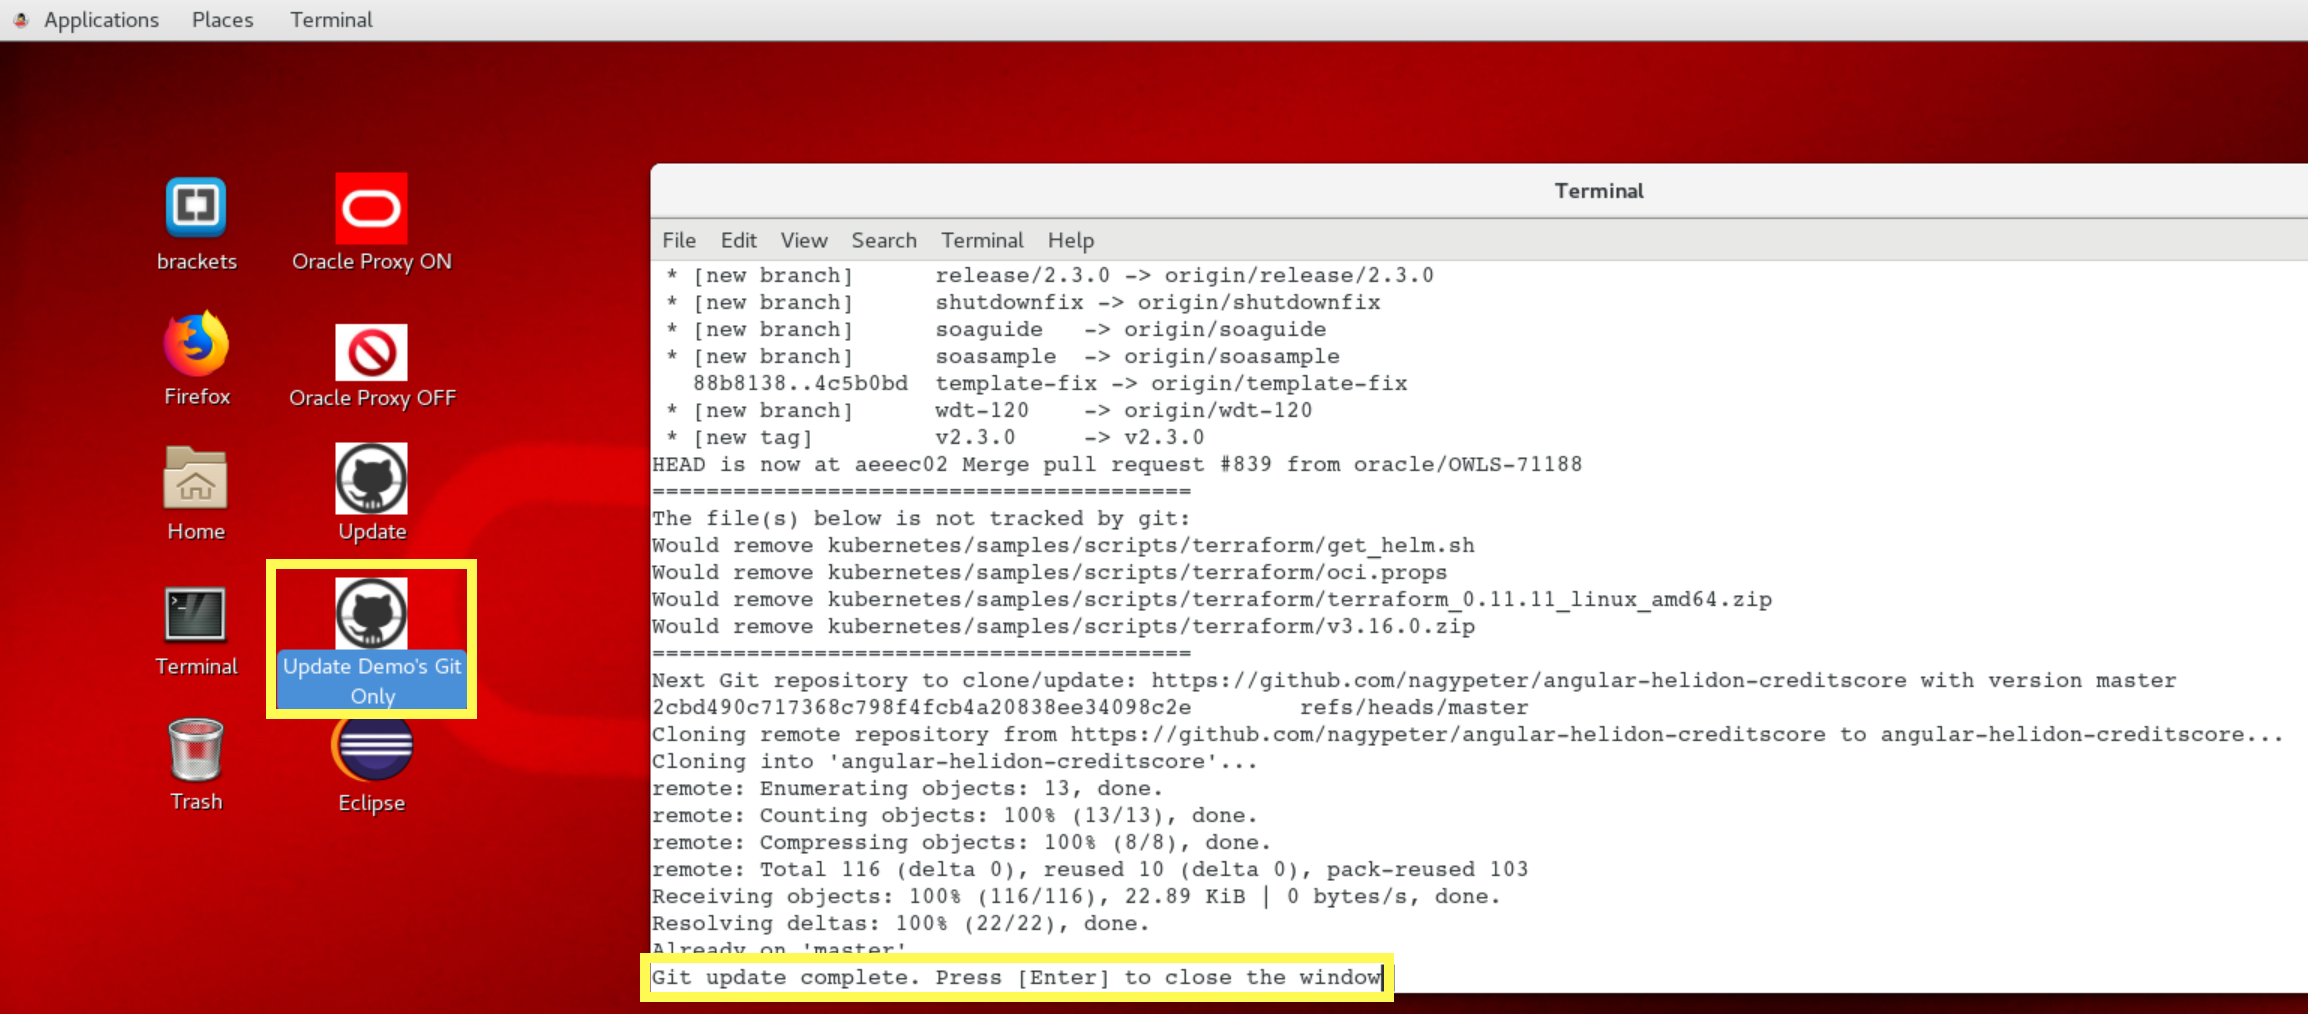 Applications Places Terminal
brackets
Oracle Proxy ON
Firefox
Oracle Proxy OFF
Home
Update
Terminal
Update Demo's Git
Only
Trash
Eclipse
Terminal
File Edit View Search Terminal Help
 * [new branch]      release/2.3.0 -> origin/release/2.3.0
 * [new branch]      shutdownfix -> origin/shutdownfix
 * [new branch]      soaguide   -> origin/soaguide
 * [new branch]      soasample  -> origin/soasample
   88b8138..4c5b0bd  template-fix -> origin/template-fix
 * [new branch]      wdt-120    -> origin/wdt-120
 * [new tag]         v2.3.0     -> v2.3.0
HEAD is now at aeeec02 Merge pull request #839 from oracle/OWLS-71188
========================================
The file(s) below is not tracked by git:
Would remove kubernetes/samples/scripts/terraform/get_helm.sh
Would remove kubernetes/samples/scripts/terraform/oci.props
Would remove kubernetes/samples/scripts/terraform/terraform_0.11.11_linux_amd64.zip
Would remove kubernetes/samples/scripts/terraform/v3.16.0.zip
========================================
Next Git repository to clone/update: https://github.com/nagypeter/angular-helidon-creditscore with version master
2cbd490c717368c798f4fcb4a20838ee34098c2e        refs/heads/master
Cloning remote repository from https://github.com/nagypeter/angular-helidon-creditscore to angular-helidon-creditscore...
Cloning into 'angular-helidon-creditscore'...
remote: Enumerating objects: 13, done.
remote: Counting objects: 100% (13/13), done.
remote: Compressing objects: 100% (8/8), done.
remote: Total 116 (delta 0), reused 10 (delta 0), pack-reused 103
Receiving objects: 100% (116/116), 22.89 KiB | 0 bytes/s, done.
Resolving deltas: 100% (22/22), done.
Already on 'master'
Git update complete. Press [Enter] to close the window